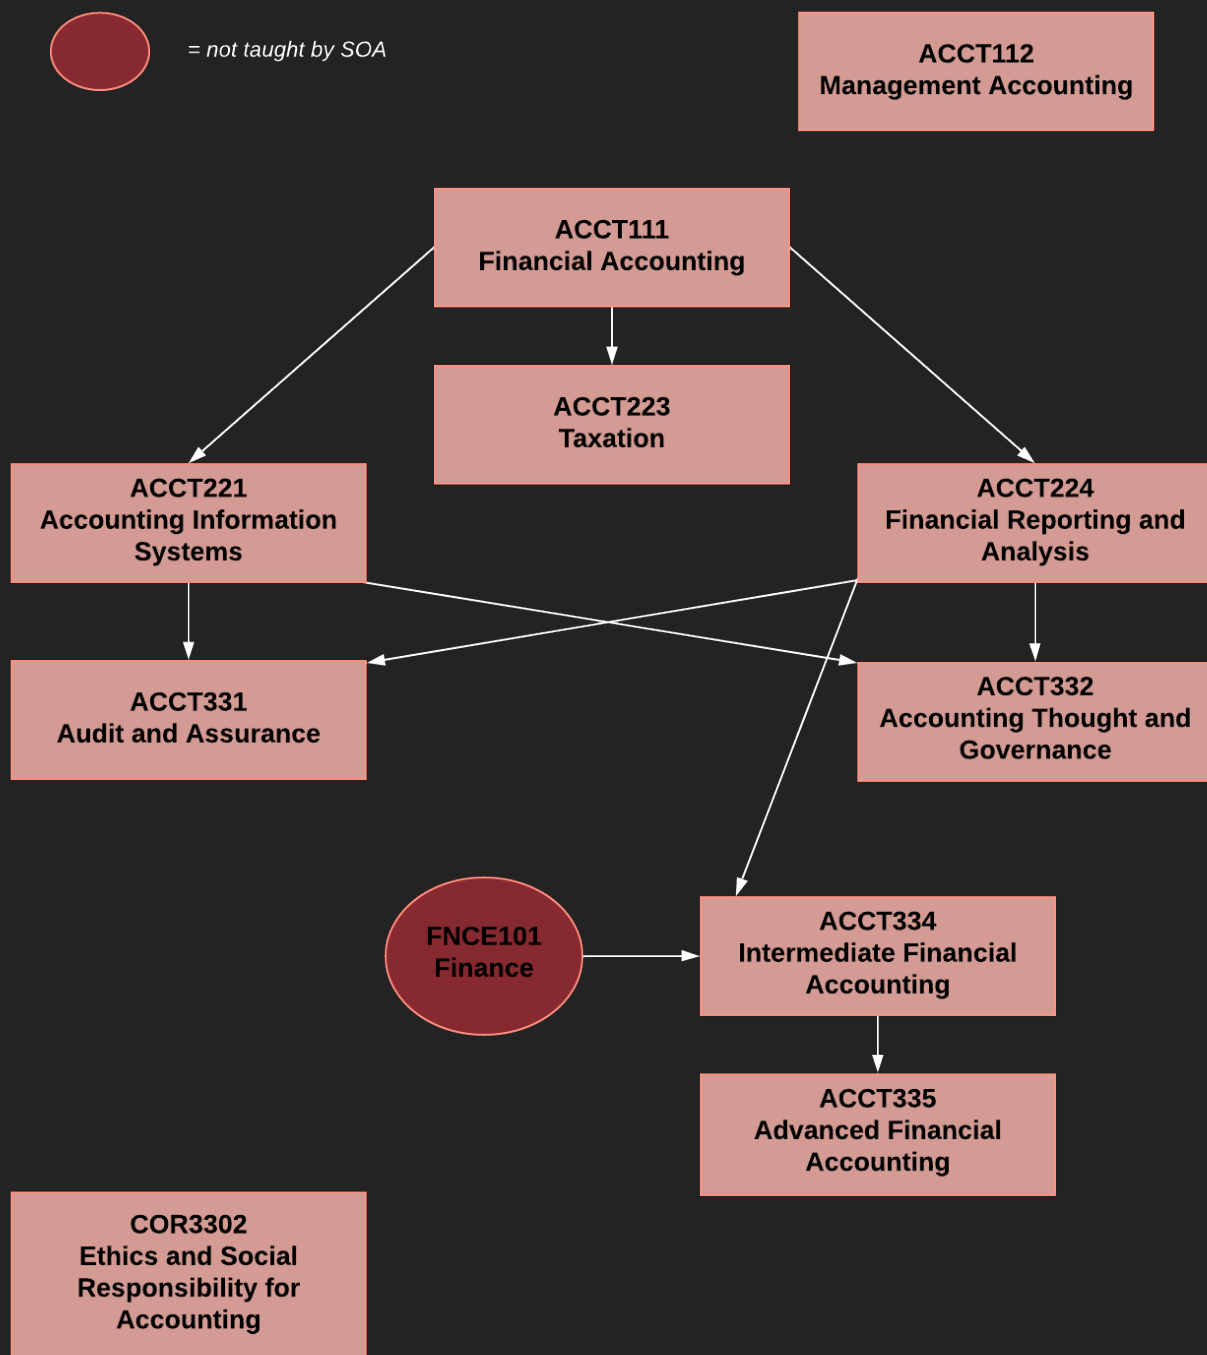 = not taught by SOA
ACCT112
Management Accounting
ACCT111
Financial Accounting
ACCT223
Taxation
ACCT221
Accounting Information
Systems
ACCT224
Financial Reporting and
Analysis
ACCT331
Audit and Assurance
ACCT332
Accounting Thought and
Governance
FNCE101
Finance
ACCT334
Intermediate Financial
Accounting
ACCT335
Advanced Financial
Accounting
COR3302
Ethics and Social
Responsibility for
Accounting